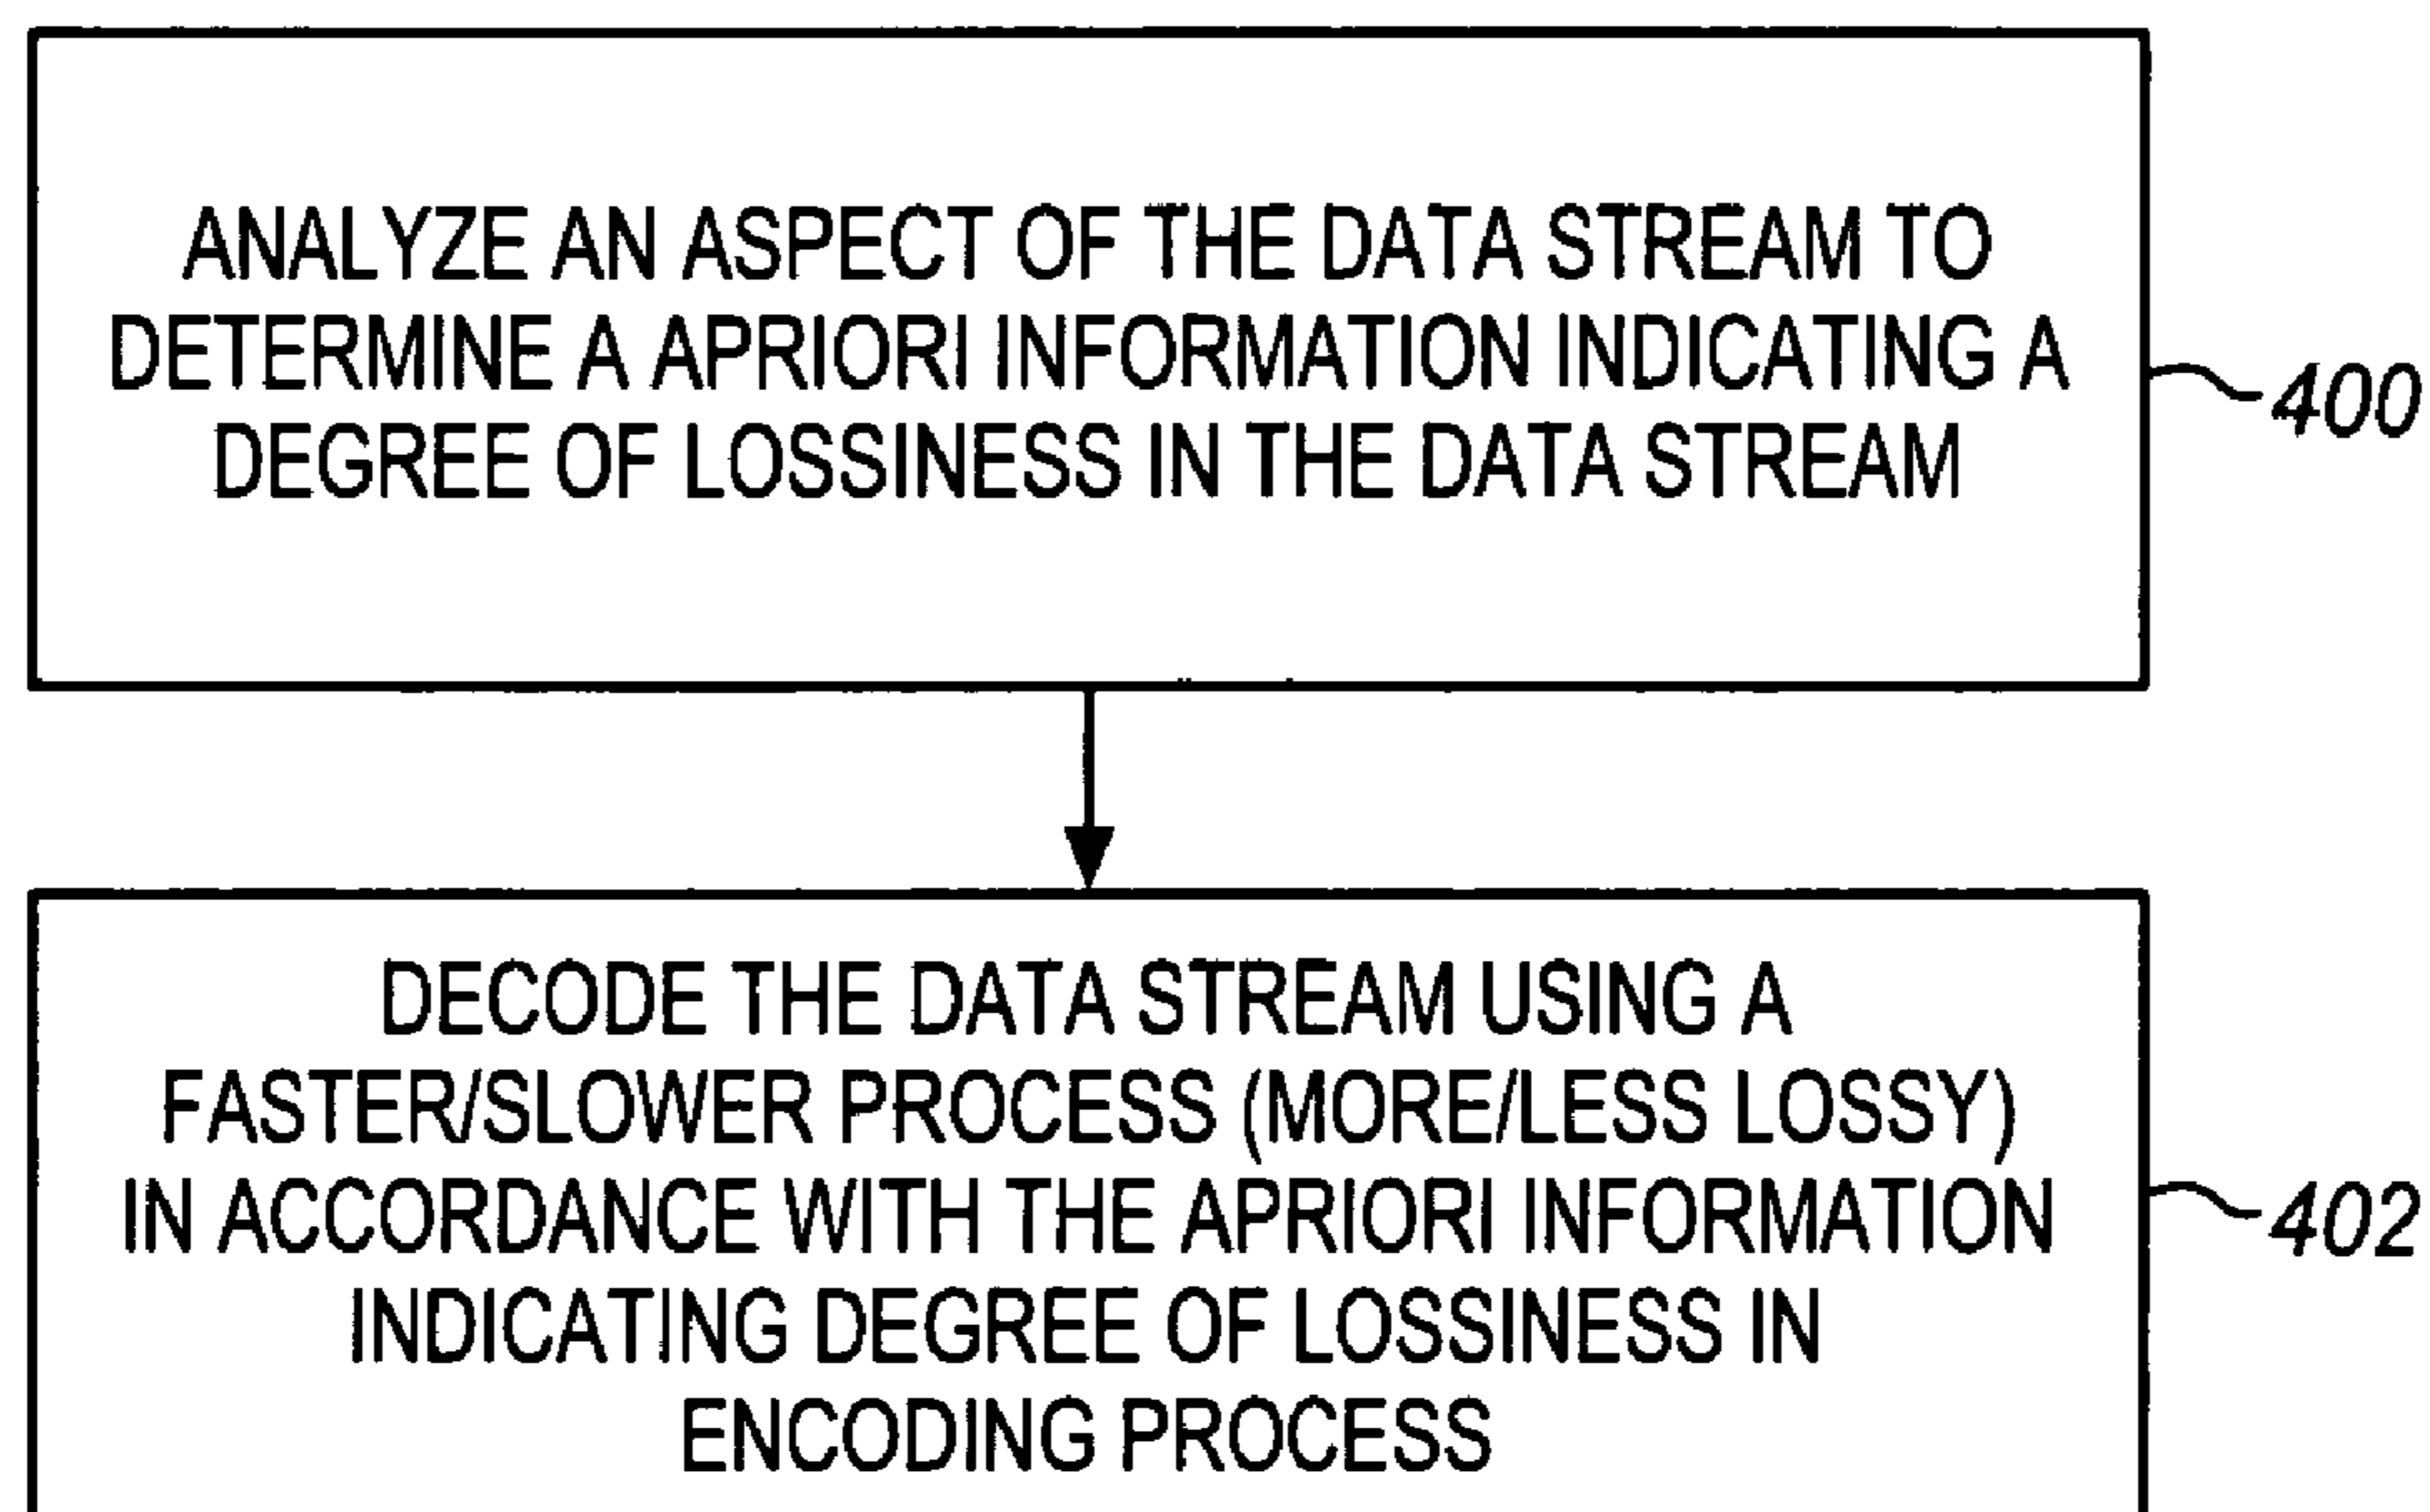 ANALYZE AN ASPECT OF THE DATA STREAM TO
DETERMINE A APRIORI INFORMATION INDICATING A
DEGREE OF LOSSINESS IN THE DATA STREAM
400
DECODE THE DATA STREAM USING A
FASTER/SLOWER PROCESS (MORE/LESS LOSSY)
IN ACCORDANCE WITH THE APRIORI INFORMATION
INDICATING DEGREE OF LOSSINESS IN
ENCODING PROCESS
402